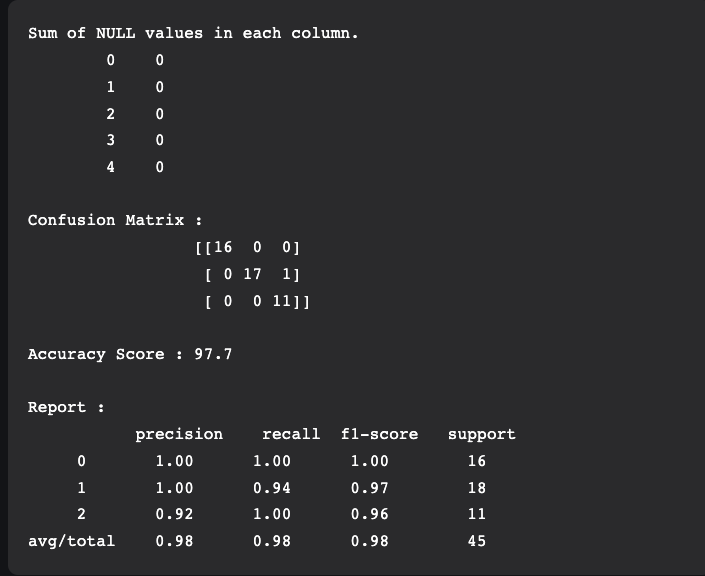 Sum of NULL values in each column.
0 0
1 0
2 0
3 0
4 0
Confusion Matrix :
[[16 0 0]
[ 0 17 1]
[ 0 0 11]]
Accuracy Score : 97.7
Report :
precision recall f1-score support
0 1.00 1.00 1.00 16
1 1.00 0.94 0.97 18
2 0.92 1.00 0.96 11
avg/total 0.98 0.98 0.98 45